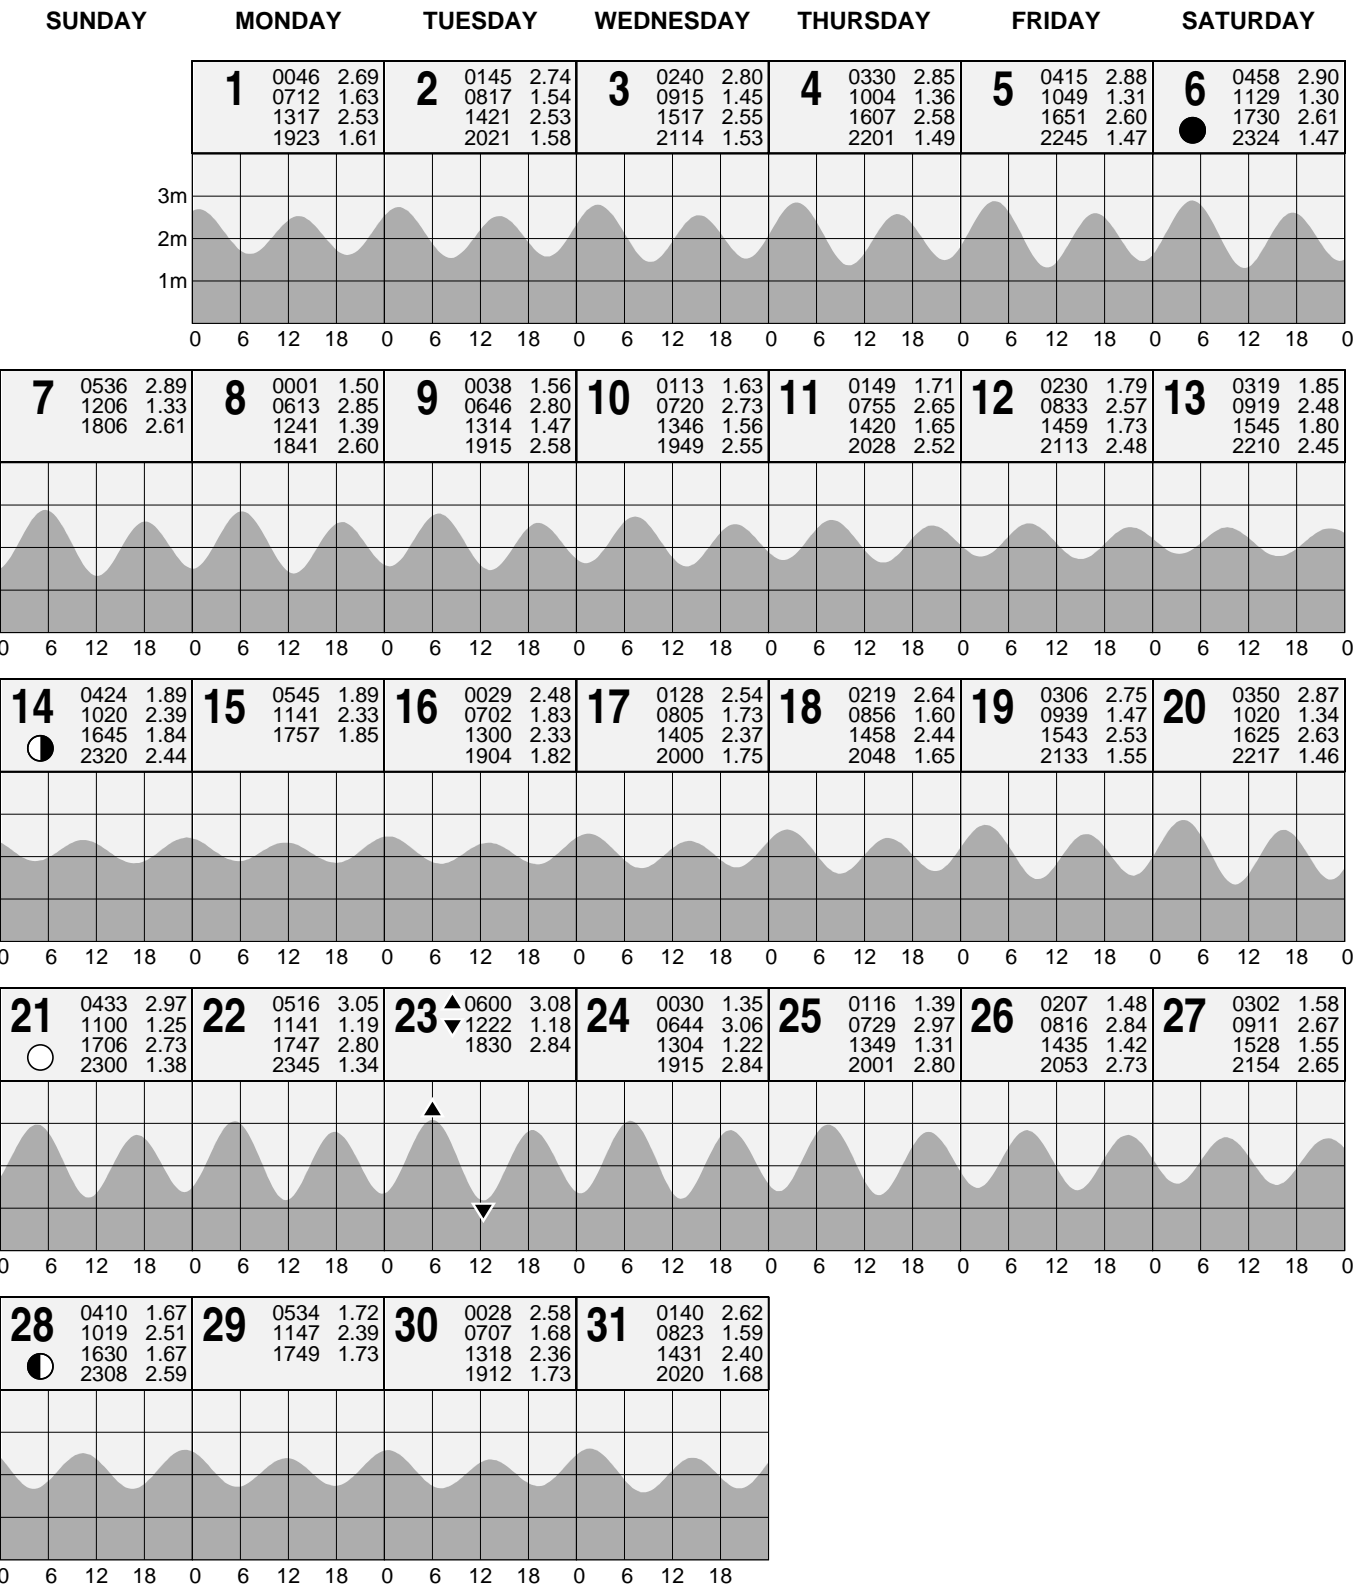 SUNDAY MONDAY TUESDAY WEDNESDAY THURSDAY FRIDAY SATURDAY
1 0046 2.69 2 0145 2.74 3 0240 2.80 4 0330 2.85 5 0415 2.88 6 0458 2.90
0712 1.63 0817 1.54 0915 1.45 1004 1.36 1049 1.31 1129 1.30
1317 2.53 1421 2.53 1517 2.55 1607 2.58 1651 2.60 1730 2.61
1923 1.61 2021 1.58 2114 1.53 2201 1.49 2245 1.47 2324 1.47
3m
2m
1m
0 6 12 18 0 6 12 18 0 6 12 18 0 6 12 18 0 6 12 18 0 6 12 18 0
7 0536 2.89 8 0001 1.50 9 0038 1.56 10 0113 1.63 11 0149 1.71 12 0230 1.79 13 0319 1.85
1206 1.33 0613 2.85 0646 2.80 0720 2.73 0755 2.65 0833 2.57 0919 2.48
1806 2.61 1241 1.39 1314 1.47 1346 1.56 1420 1.65 1459 1.73 1545 1.80
1841 2.60 1915 2.58 1949 2.55 2028 2.52 2113 2.48 2210 2.45
0 6 12 18 0 6 12 18 0 6 12 18 0 6 12 18 0 6 12 18 0 6 12 18 0 6 12 18 0
14 0424 1.89 15 0545 1.89 16 0029 2.48 17 0128 2.54 18 0219 2.64 19 0306 2.75 20 0350 2.87
1020 2.39 1141 2.33 0702 1.83 0805 1.73 0856 1.60 0939 1.47 1020 1.34
1645 1.84 1757 1.85 1300 2.33 1405 2.37 1458 2.44 1543 2.53 1625 2.63
2320 2.44 1904 1.82 2000 1.75 2048 1.65 2133 1.55 2217 1.46
0 6 12 18 0 6 12 18 0 6 12 18 0 6 12 18 0 6 12 18 0 6 12 18 0 6 12 18 0
21 0433 2.97 22 0516 3.05 23 0600 3.08 24 0030 1.35 25 0116 1.39 26 0207 1.48 27 0302 1.58
1100 1.25 1141 1.19 1222 1.18 0644 3.06 0729 2.97 0816 2.84 0911 2.67
1706 2.73 1747 2.80 1830 2.84 1304 1.22 1349 1.31 1435 1.42 1528 1.55
2300 1.38 2345 1.34 1915 2.84 2001 2.80 2053 2.73 2154 2.65
0 6 12 18 0 6 12 18 0 6 12 18 0 6 12 18 0 6 12 18 0 6 12 18 0 6 12 18 0
28 0410 1.67 29 0534 1.72 30 0028 2.58 31 0140 2.62
1019 2.51 1147 2.39 0707 1.68 0823 1.59
1630 1.67 1749 1.73 1318 2.36 1431 2.40
2308 2.59 1912 1.73 2020 1.68
0 6 12 18 0 6 12 18 0 6 12 18 0 6 12 18